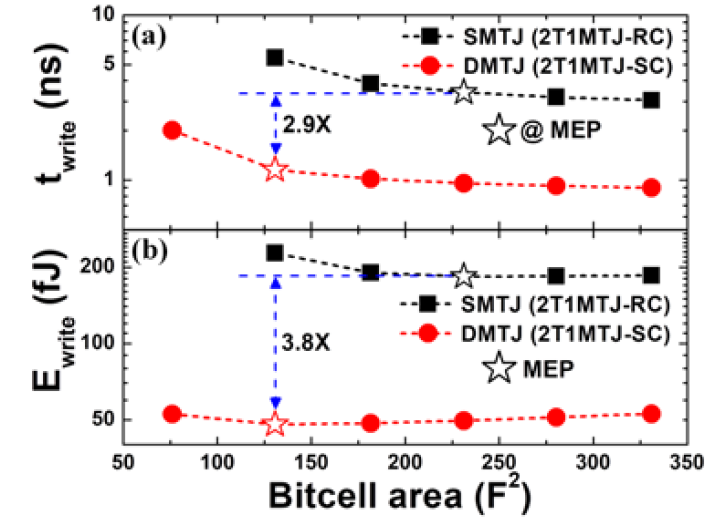 (a)
SMTJ (2T1MTJ-RC)
DMTJ (2T1MTJ-SC)
@ MEP
2.9X
10
5
1
t_write (ns)
(b)
SMTJ (2T1MTJ-RC)
DMTJ (2T1MTJ-SC)
MEP
3.8X
200
100
50
E_write (fJ)
50 100 150 200 250 300 350
Bitcell area (F²)